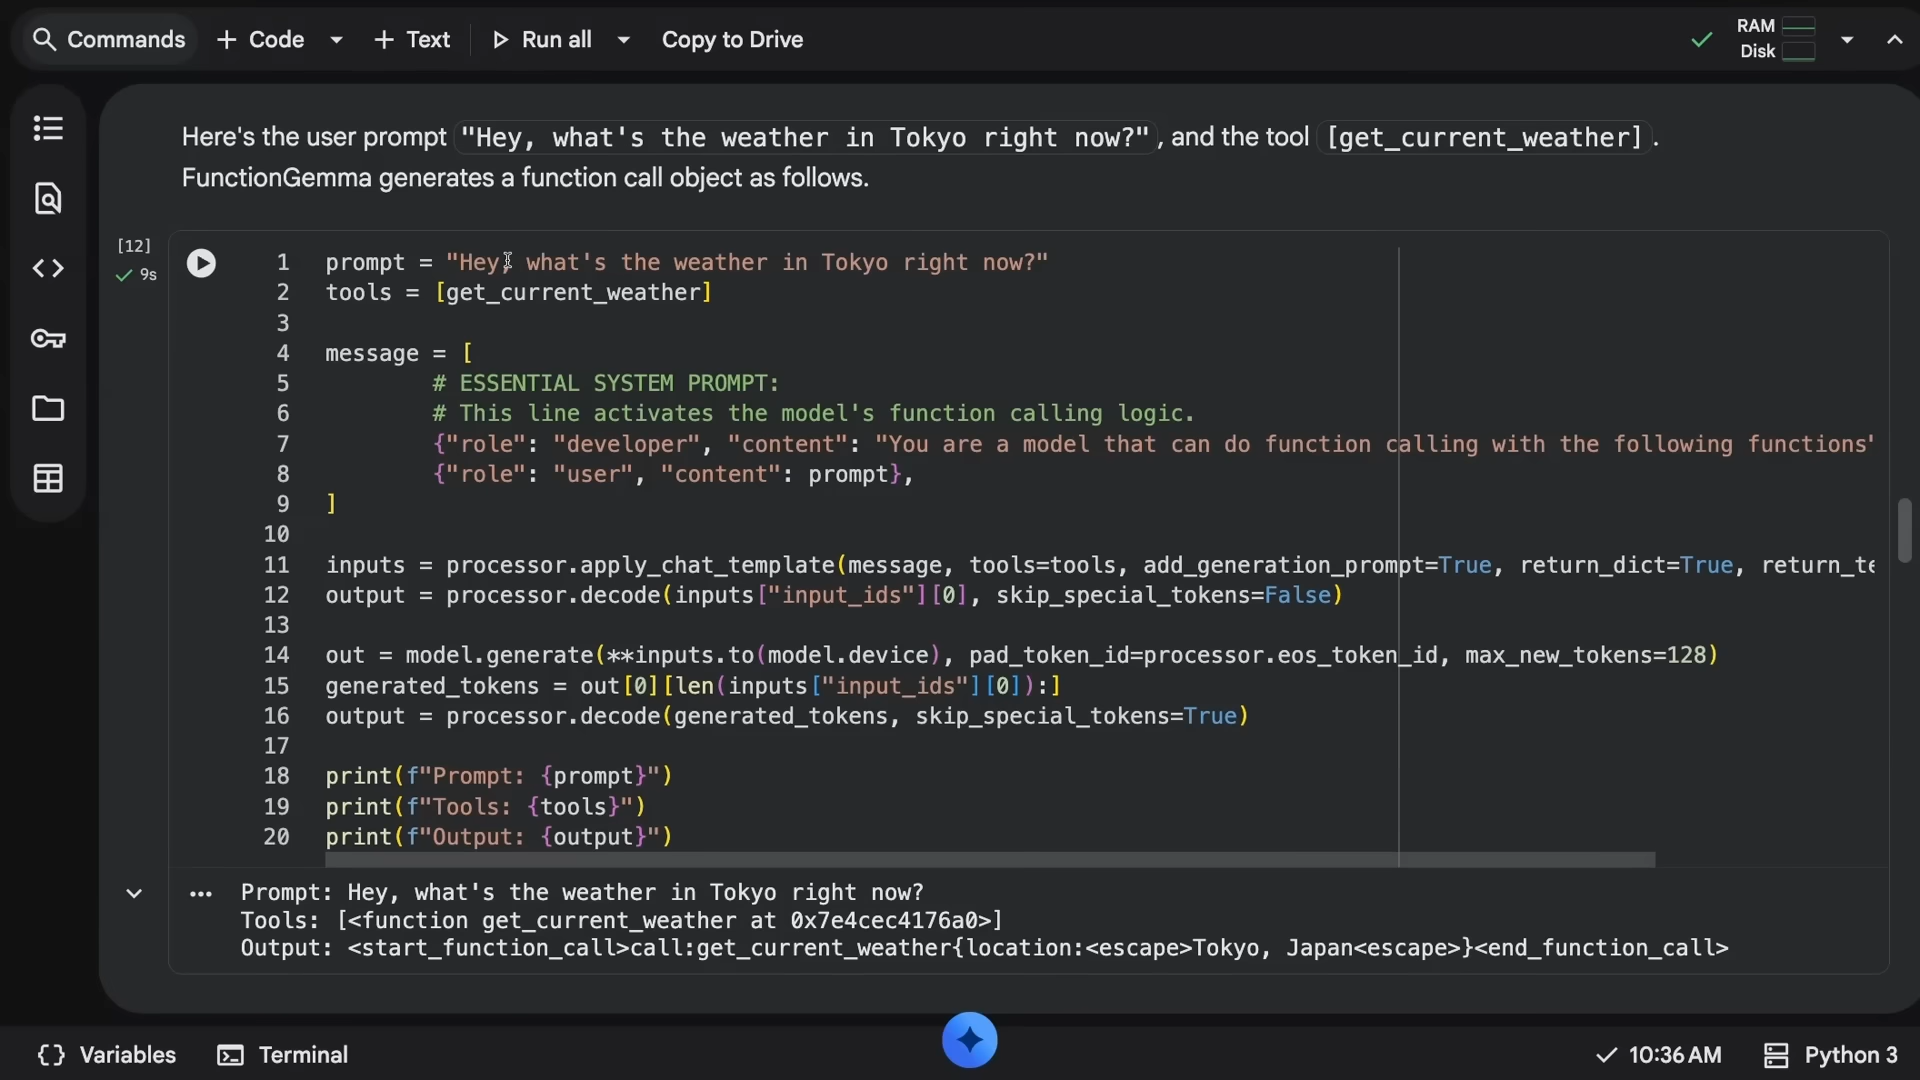 Commands
Code
Text
Run all
Copy to Drive
RAM
Disk
Here's the user prompt "Hey, what's the weather in Tokyo right now?", and the tool [get_current_weather].
FunctionGemma generates a function call object as follows.
[12]
9s
1 prompt = "Hey, what's the weather in Tokyo right now?"
2 tools = [get_current_weather]
3
4 message = [
5 # ESSENTIAL SYSTEM PROMPT:
6 # This line activates the model's function calling logic.
7 {"role": "developer", "content": "You are a model that can do function calling with the following functions"
8 {"role": "user", "content": prompt},
9 ]
10
11 inputs = processor.apply_chat_template(message, tools=tools, add_generation_prompt=True, return_dict=True, return_te
12 output = processor.decode(inputs["input_ids"][0], skip_special_tokens=False)
13
14 out = model.generate(**inputs.to(model.device), pad_token_id=processor.eos_token_id, max_new_tokens=128)
15 generated_tokens = out[0][len(inputs["input_ids"][0]):]
16 output = processor.decode(generated_tokens, skip_special_tokens=True)
17
18 print(f"Prompt: {prompt}")
19 print(f"Tools: {tools}")
20 print(f"Output: {output}")
Prompt: Hey, what's the weather in Tokyo right now?
Tools: [<function get_current_weather at 0x7e4cec4176a0>]
Output: <start_function_call>call:get_current_weather{location:<escape>Tokyo, Japan<escape>}<end_function_call>
Variables
Terminal
10:36 AM
Python 3